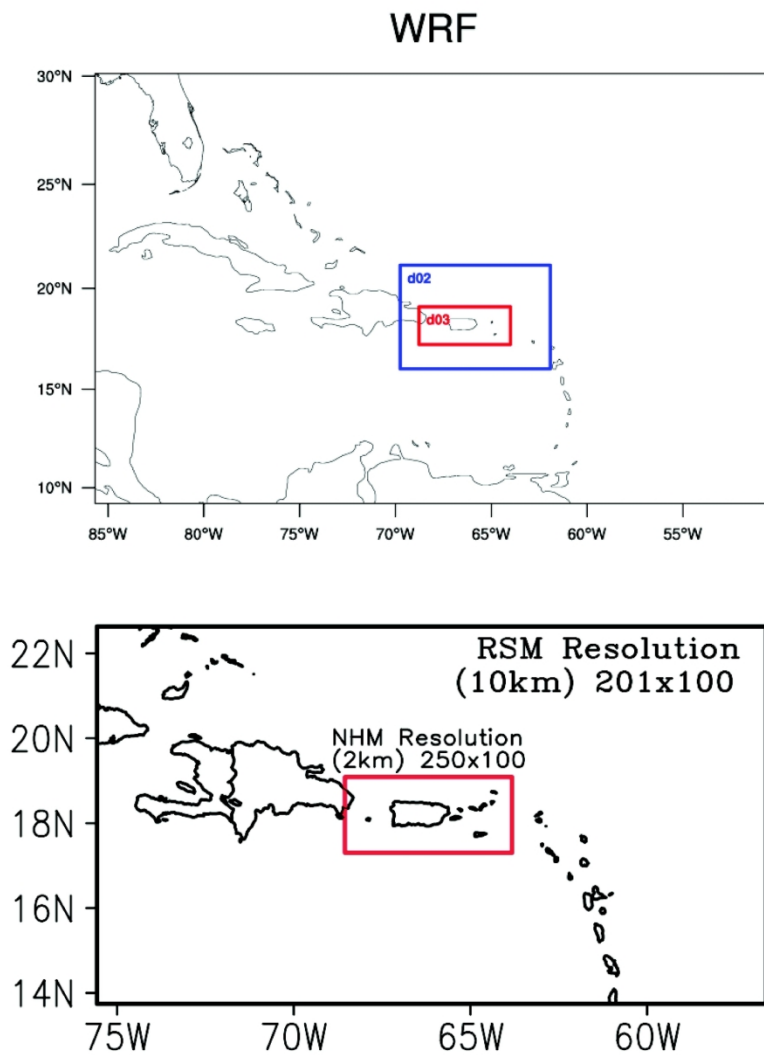 WRF
30°N
25°N
20°N
15°N
10°N
d02
d03
85°W 80°W 75°W 70°W 65°W 60°W 55°W
22N
20N
18N
16N
14N
RSM Resolution
(10km) 201x100
NHM Resolution
(2km) 250x100
75W 70W 65W 60W